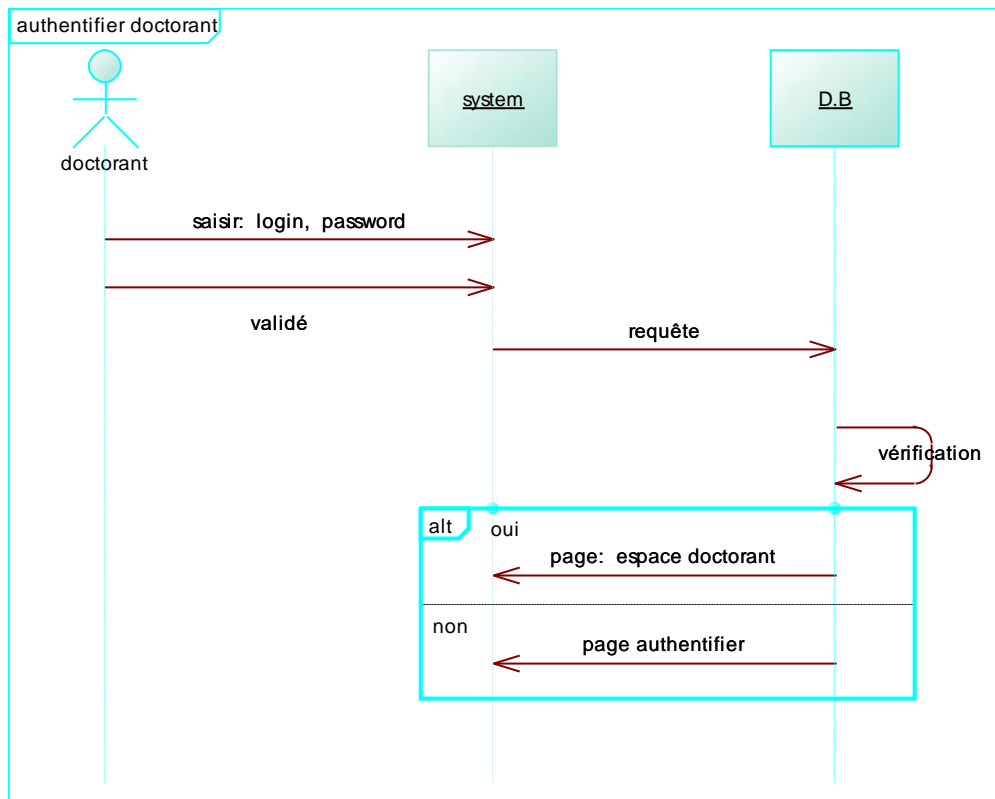 authentifier doctorant
system
D.B
doctorant
saisir: login, password
validé
requête
vérification
alt
oui
page: espace doctorant
non
page authentifier